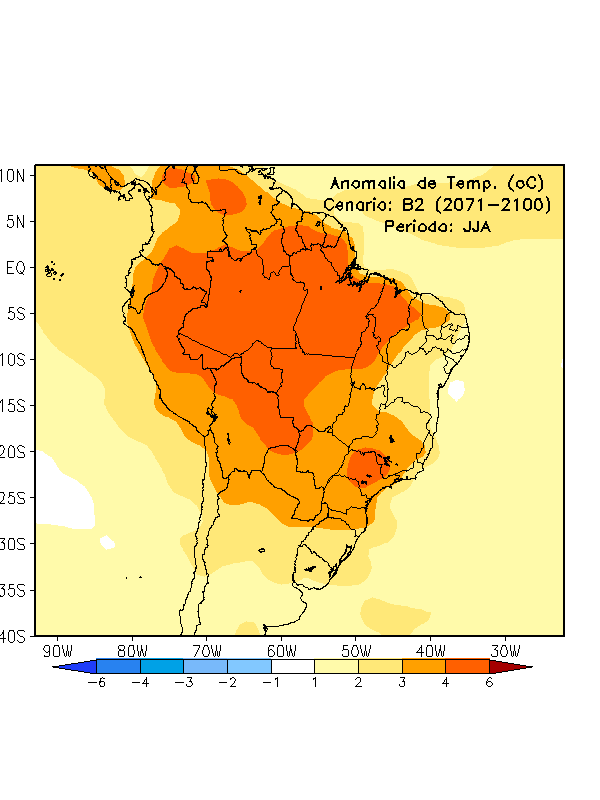 Anomalia de Temp. (oC)
Cenario: B2 (2071-2100)
Periodo: JJA
10N
5N
EQ
5S
10S
15S
20S
25S
30S
35S
40S
90W 80W 70W 60W 50W 40W 30W
-6 -4 -3 -2 -1 1 2 3 4 6